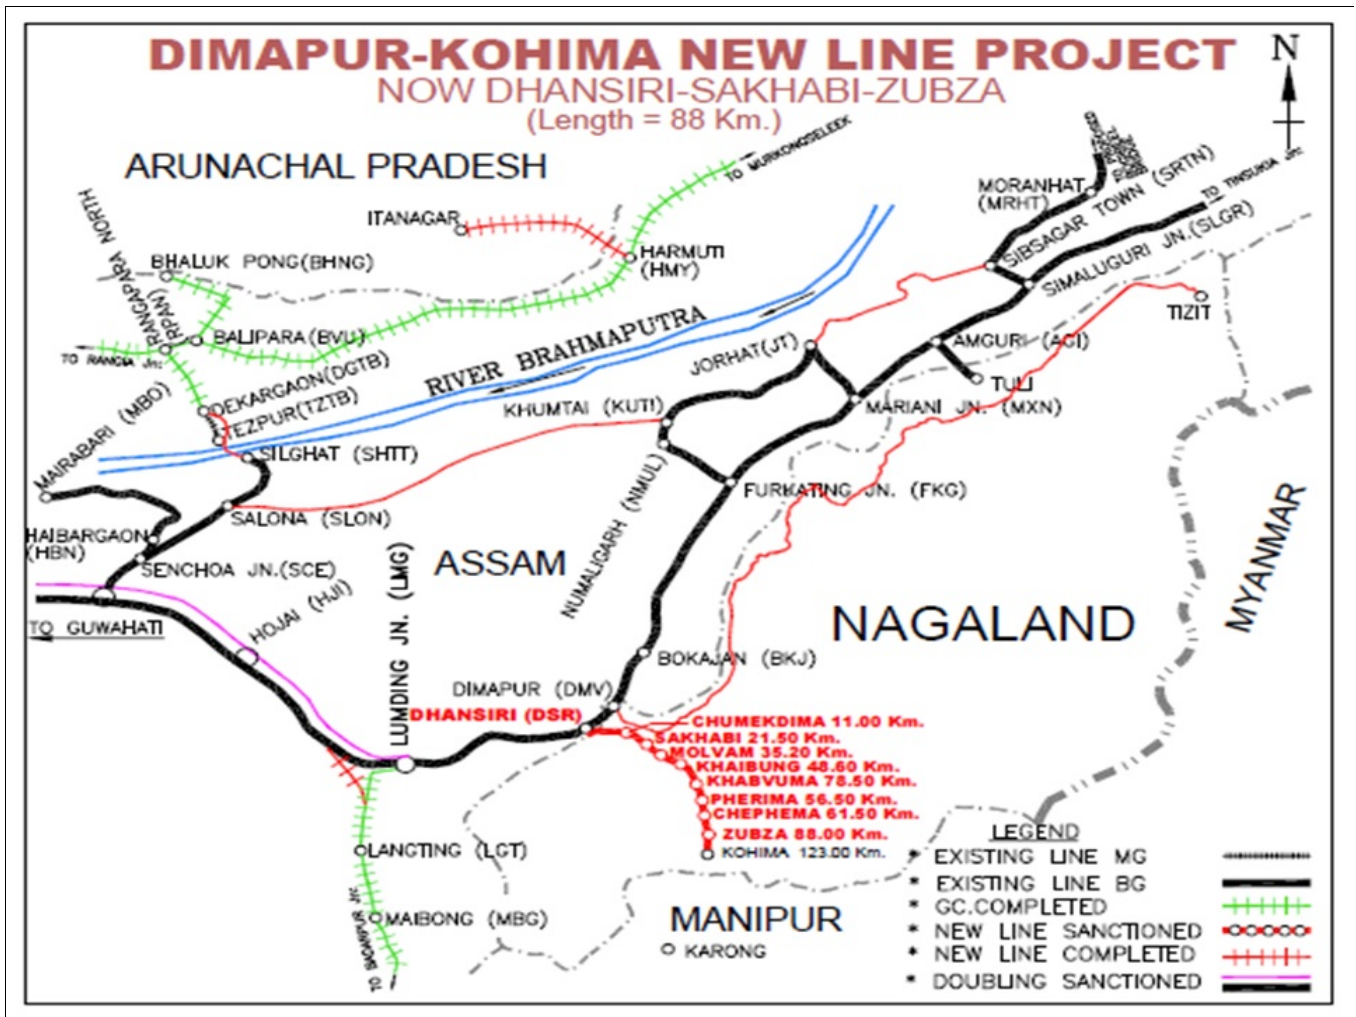 DIMAPUR-KOHIMA NEW LINE PROJECT
NOW DHANSIRI-SAKHABI-ZUBZA
(Length = 88 Km.)
N
ARUNACHAL PRADESH
TO MURKONGSELEEK
ITANAGAR
HARMUTI
(HMY)
MORANHAT
(MRHT)
SIBSAGAR TOWN (SRTN)
TO TINSUKIA Jn:
SIMALUGURI JN.(SLGR)
TIZIT
BHALUK PONG(BHNG)
RANGAPARA NORTH
(RPAN)
BALIPARA (BVU)
TO RANGIA Jn:
RIVER BRAHMAPUTRA
JORHAT(JT)
AMGURI (AGI)
TULI
MARIANI JN. (MXN)
DEKARGAON(DGTB)
TEZPUR(TZTB)
KHUMTAI (KUTI)
MAIRABARI (MBO)
SILGHAT (SHTT)
NUMALIGARH (NMUL)
FURKATING JN. (FKG)
SALONA (SLON)
HAIBARGAON
(HBN)
SENCHOA JN.(SCE)
ASSAM
NAGALAND
MYANMAR
TO GUWAHATI
HOJAI (HJI)
LUMDING JN. (LMG)
BOKAJAN (BKJ)
DIMAPUR (DMV)
DHANSIRI (DSR)
CHUMEKDIMA 11.00 Km.
SAKHABI 21.50 Km.
MOLVAM 35.20 Km.
KHAIBUNG 48.60 Km.
KHABVUMA 78.50 Km.
PHERIMA 56.50 Km.
CHEPHEMA 61.50 Km.
ZUBZA 88.00 Km.
KOHIMA 123.00 Km.
LANGTING (LGT)
MAIBONG (MBG)
MANIPUR
KARONG
LEGEND
* EXISTING LINE MG
* EXISTING LINE BG
* GC.COMPLETED
* NEW LINE SANCTIONED
* NEW LINE COMPLETED
* DOUBLING SANCTIONED